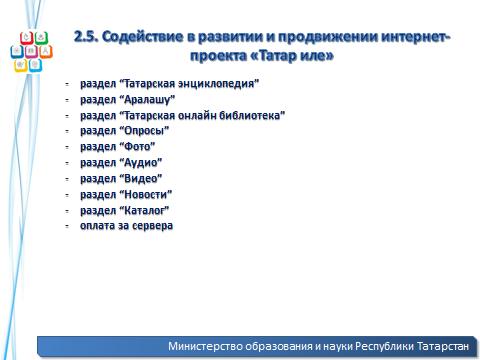 2.5. Содействие в развитии и продвижении интернет-
проекта «Татар иле»
- раздел “Татарская энциклопедия”
- раздел “Аралашу”
- раздел “Татарская онлайн библиотека”
- раздел “Опросы”
- раздел “Фото”
- раздел “Аудио”
- раздел “Видео”
- раздел “Новости”
- раздел “Каталог”
- оплата за сервера
Министерство образования и науки Республики Татарстан